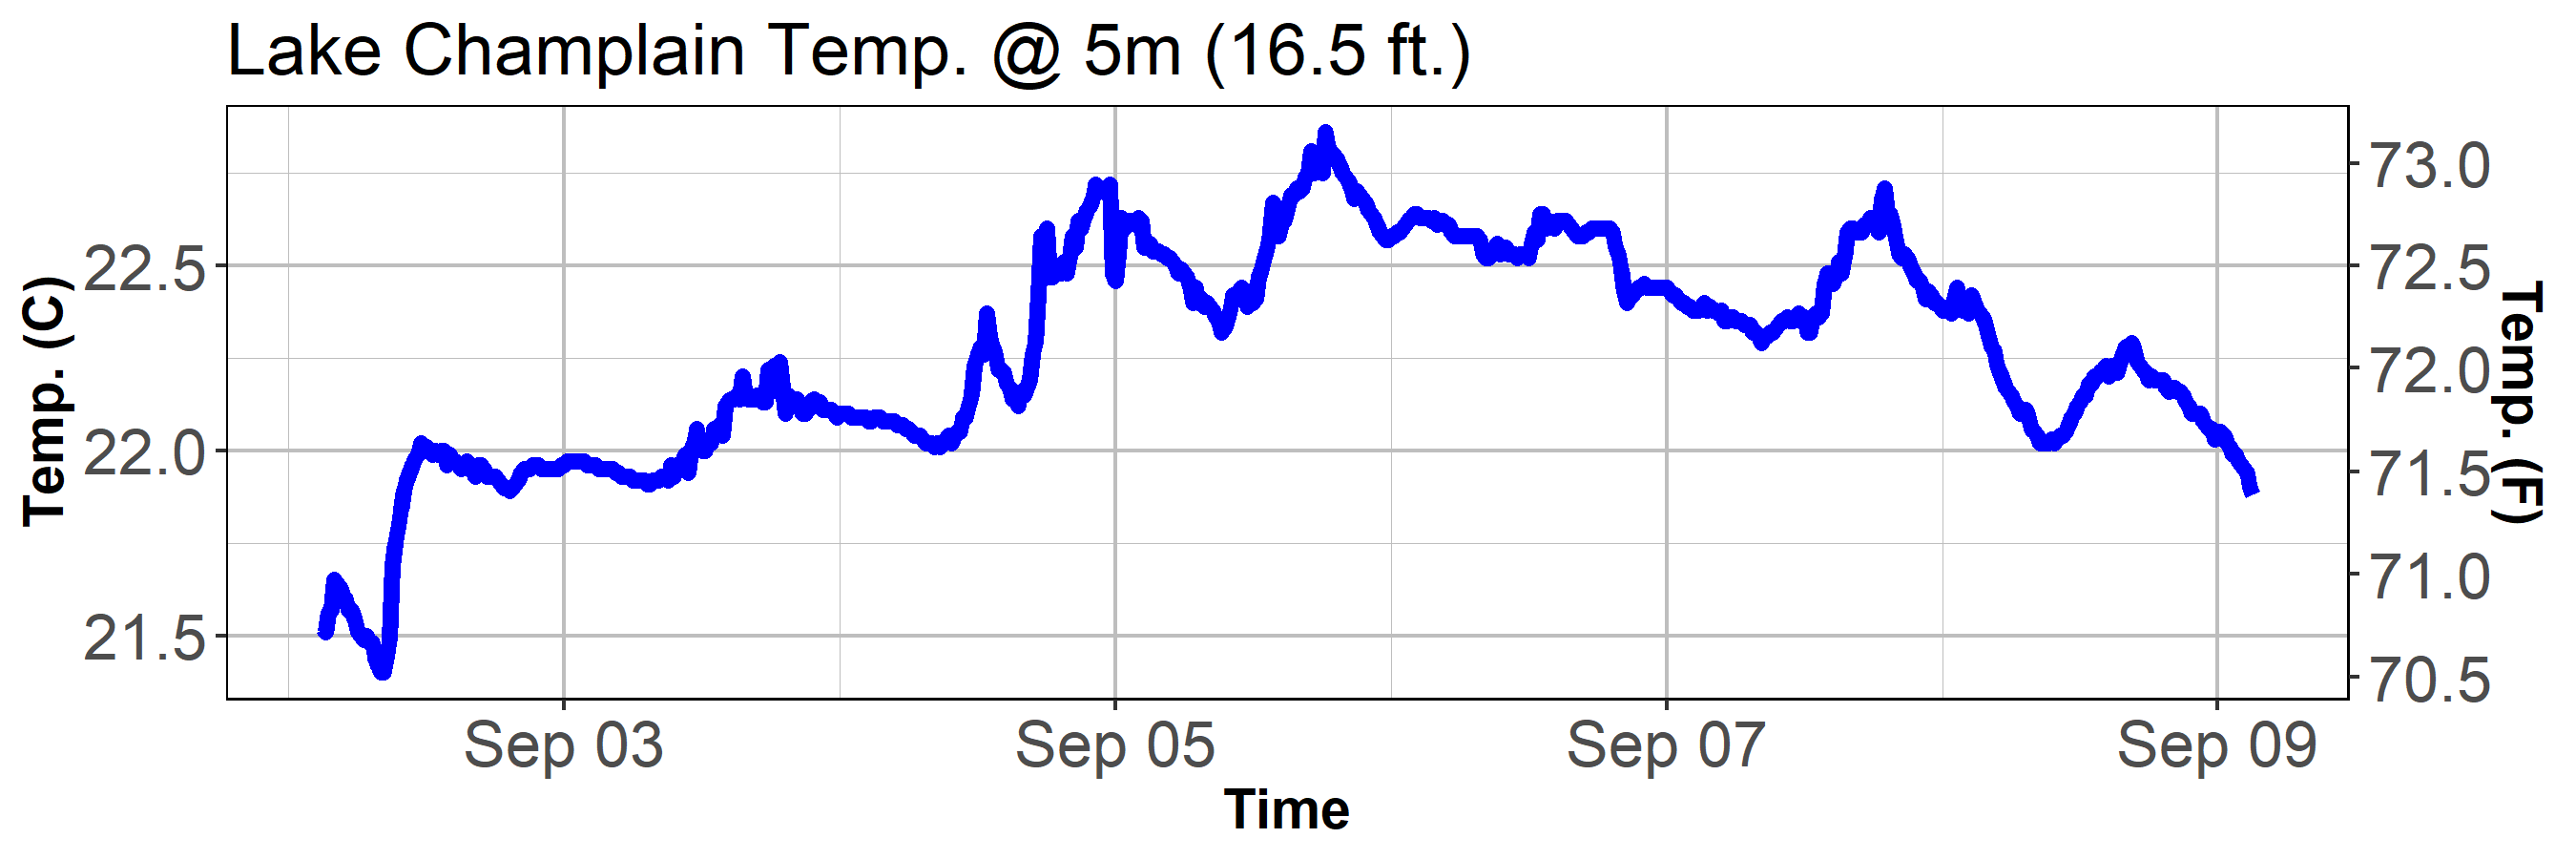 Lake Champlain Temp. @ 5m (16.5 ft.)
Temp. (C)
22.5
22.0
21.5
73.0
72.5
72.0
71.5
71.0
70.5
Temp. (F)
Sep 03
Sep 05
Sep 07
Sep 09
Time